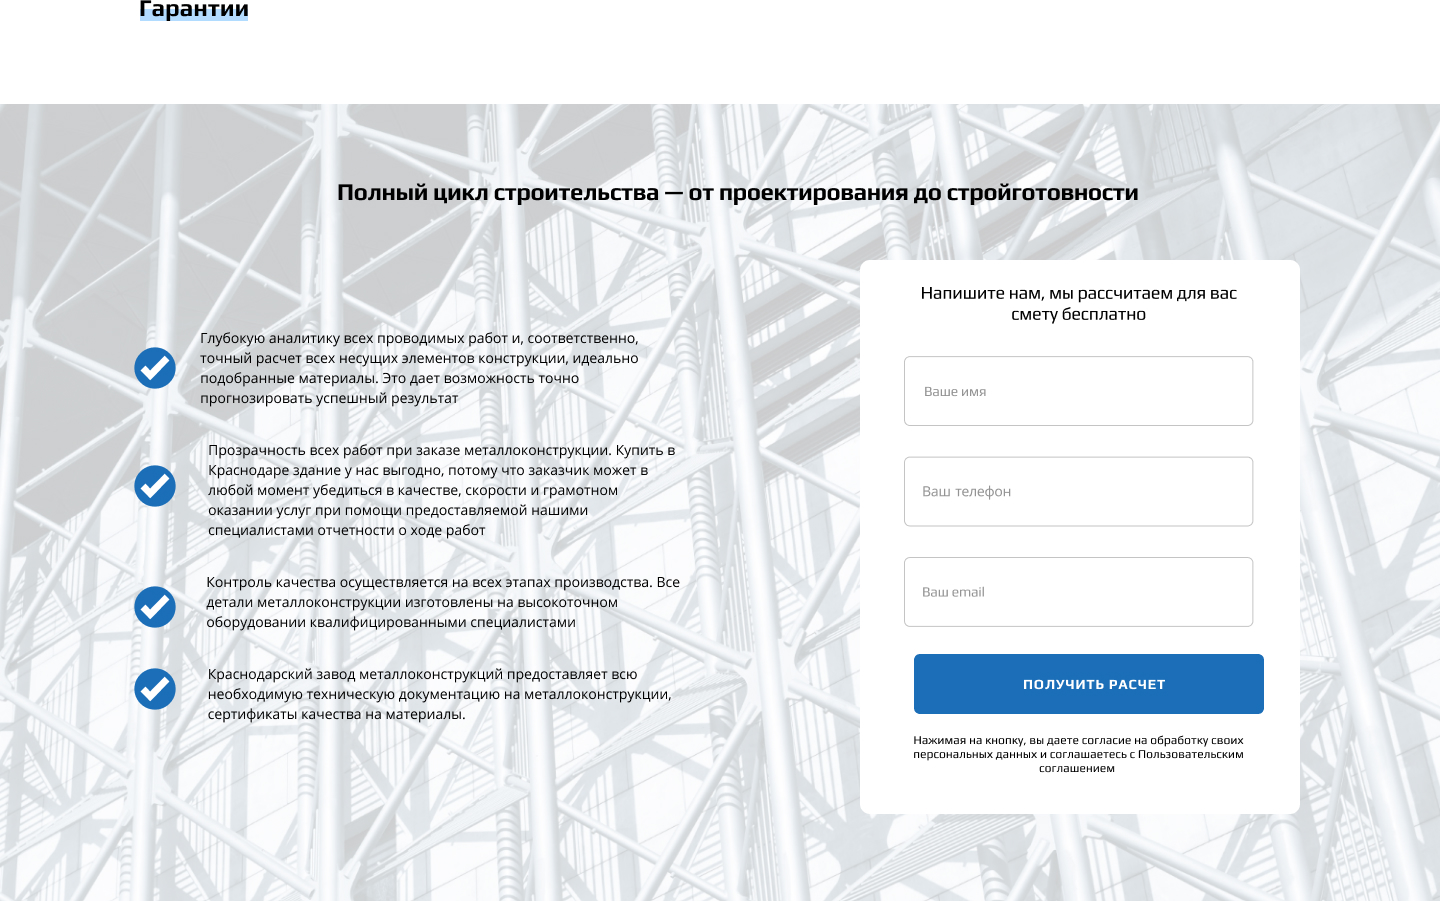 Гарантии
Полный цикл строительства — от проектирования до стройготовности
Глубокую аналитику всех проводимых работ и, соответственно,
точный расчет всех несущих элементов конструкции, идеально
подобранные материалы. Это дает возможность точно
прогнозировать успешный результат
Прозрачность всех работ при заказе металлоконструкции. Купить в
Краснодаре здание у нас выгодно, потому что заказчик может в
любой момент убедиться в качестве, скорости и грамотном
оказании услуг при помощи предоставляемой нашими
специалистами отчетности о ходе работ
Контроль качества осуществляется на всех этапах производства. Все
детали металлоконструкции изготовлены на высокоточном
оборудовании квалифицированными специалистами
Краснодарский завод металлоконструкций предоставляет всю
необходимую техническую документацию на металлоконструкции,
сертификаты качества на материалы.
Напишите нам, мы рассчитаем для вас
смету бесплатно
Ваше имя
Ваш телефон
Ваш email
ПОЛУЧИТЬ РАСЧЕТ
Нажимая на кнопку, вы даете согласие на обработку своих
персональных данных и соглашаетесь с Пользовательским
соглашением